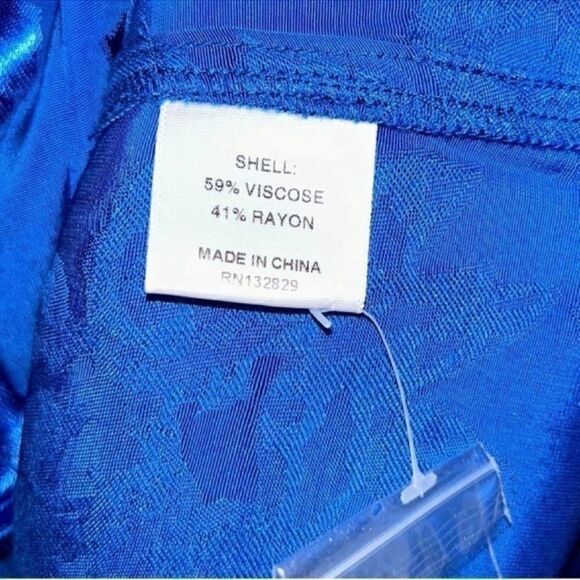 SHELL:
59% VISCOSE
41% RAYON
MADE IN CHINA
RN132829